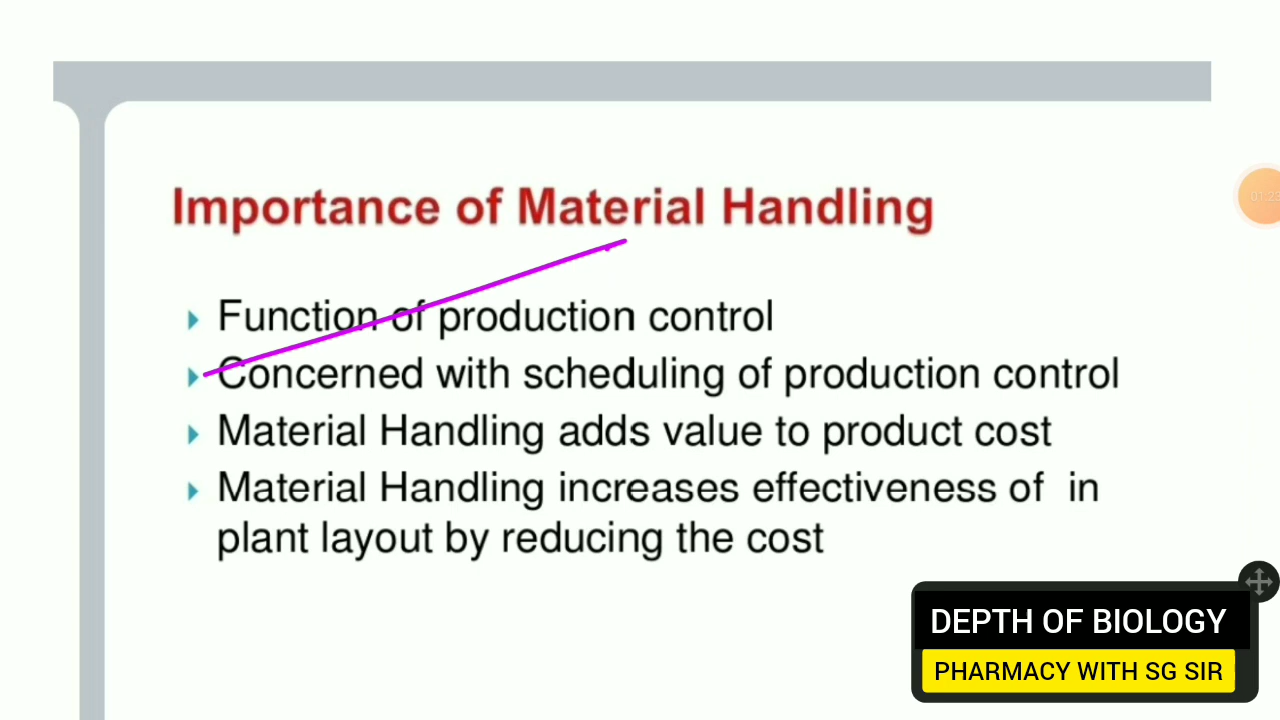 Importance of Material Handling
Function of production control
Concerned with scheduling of production control
Material Handling adds value to product cost
Material Handling increases effectiveness of in
plant layout by reducing the cost
01:23
DEPTH OF BIOLOGY
PHARMACY WITH SG SIR